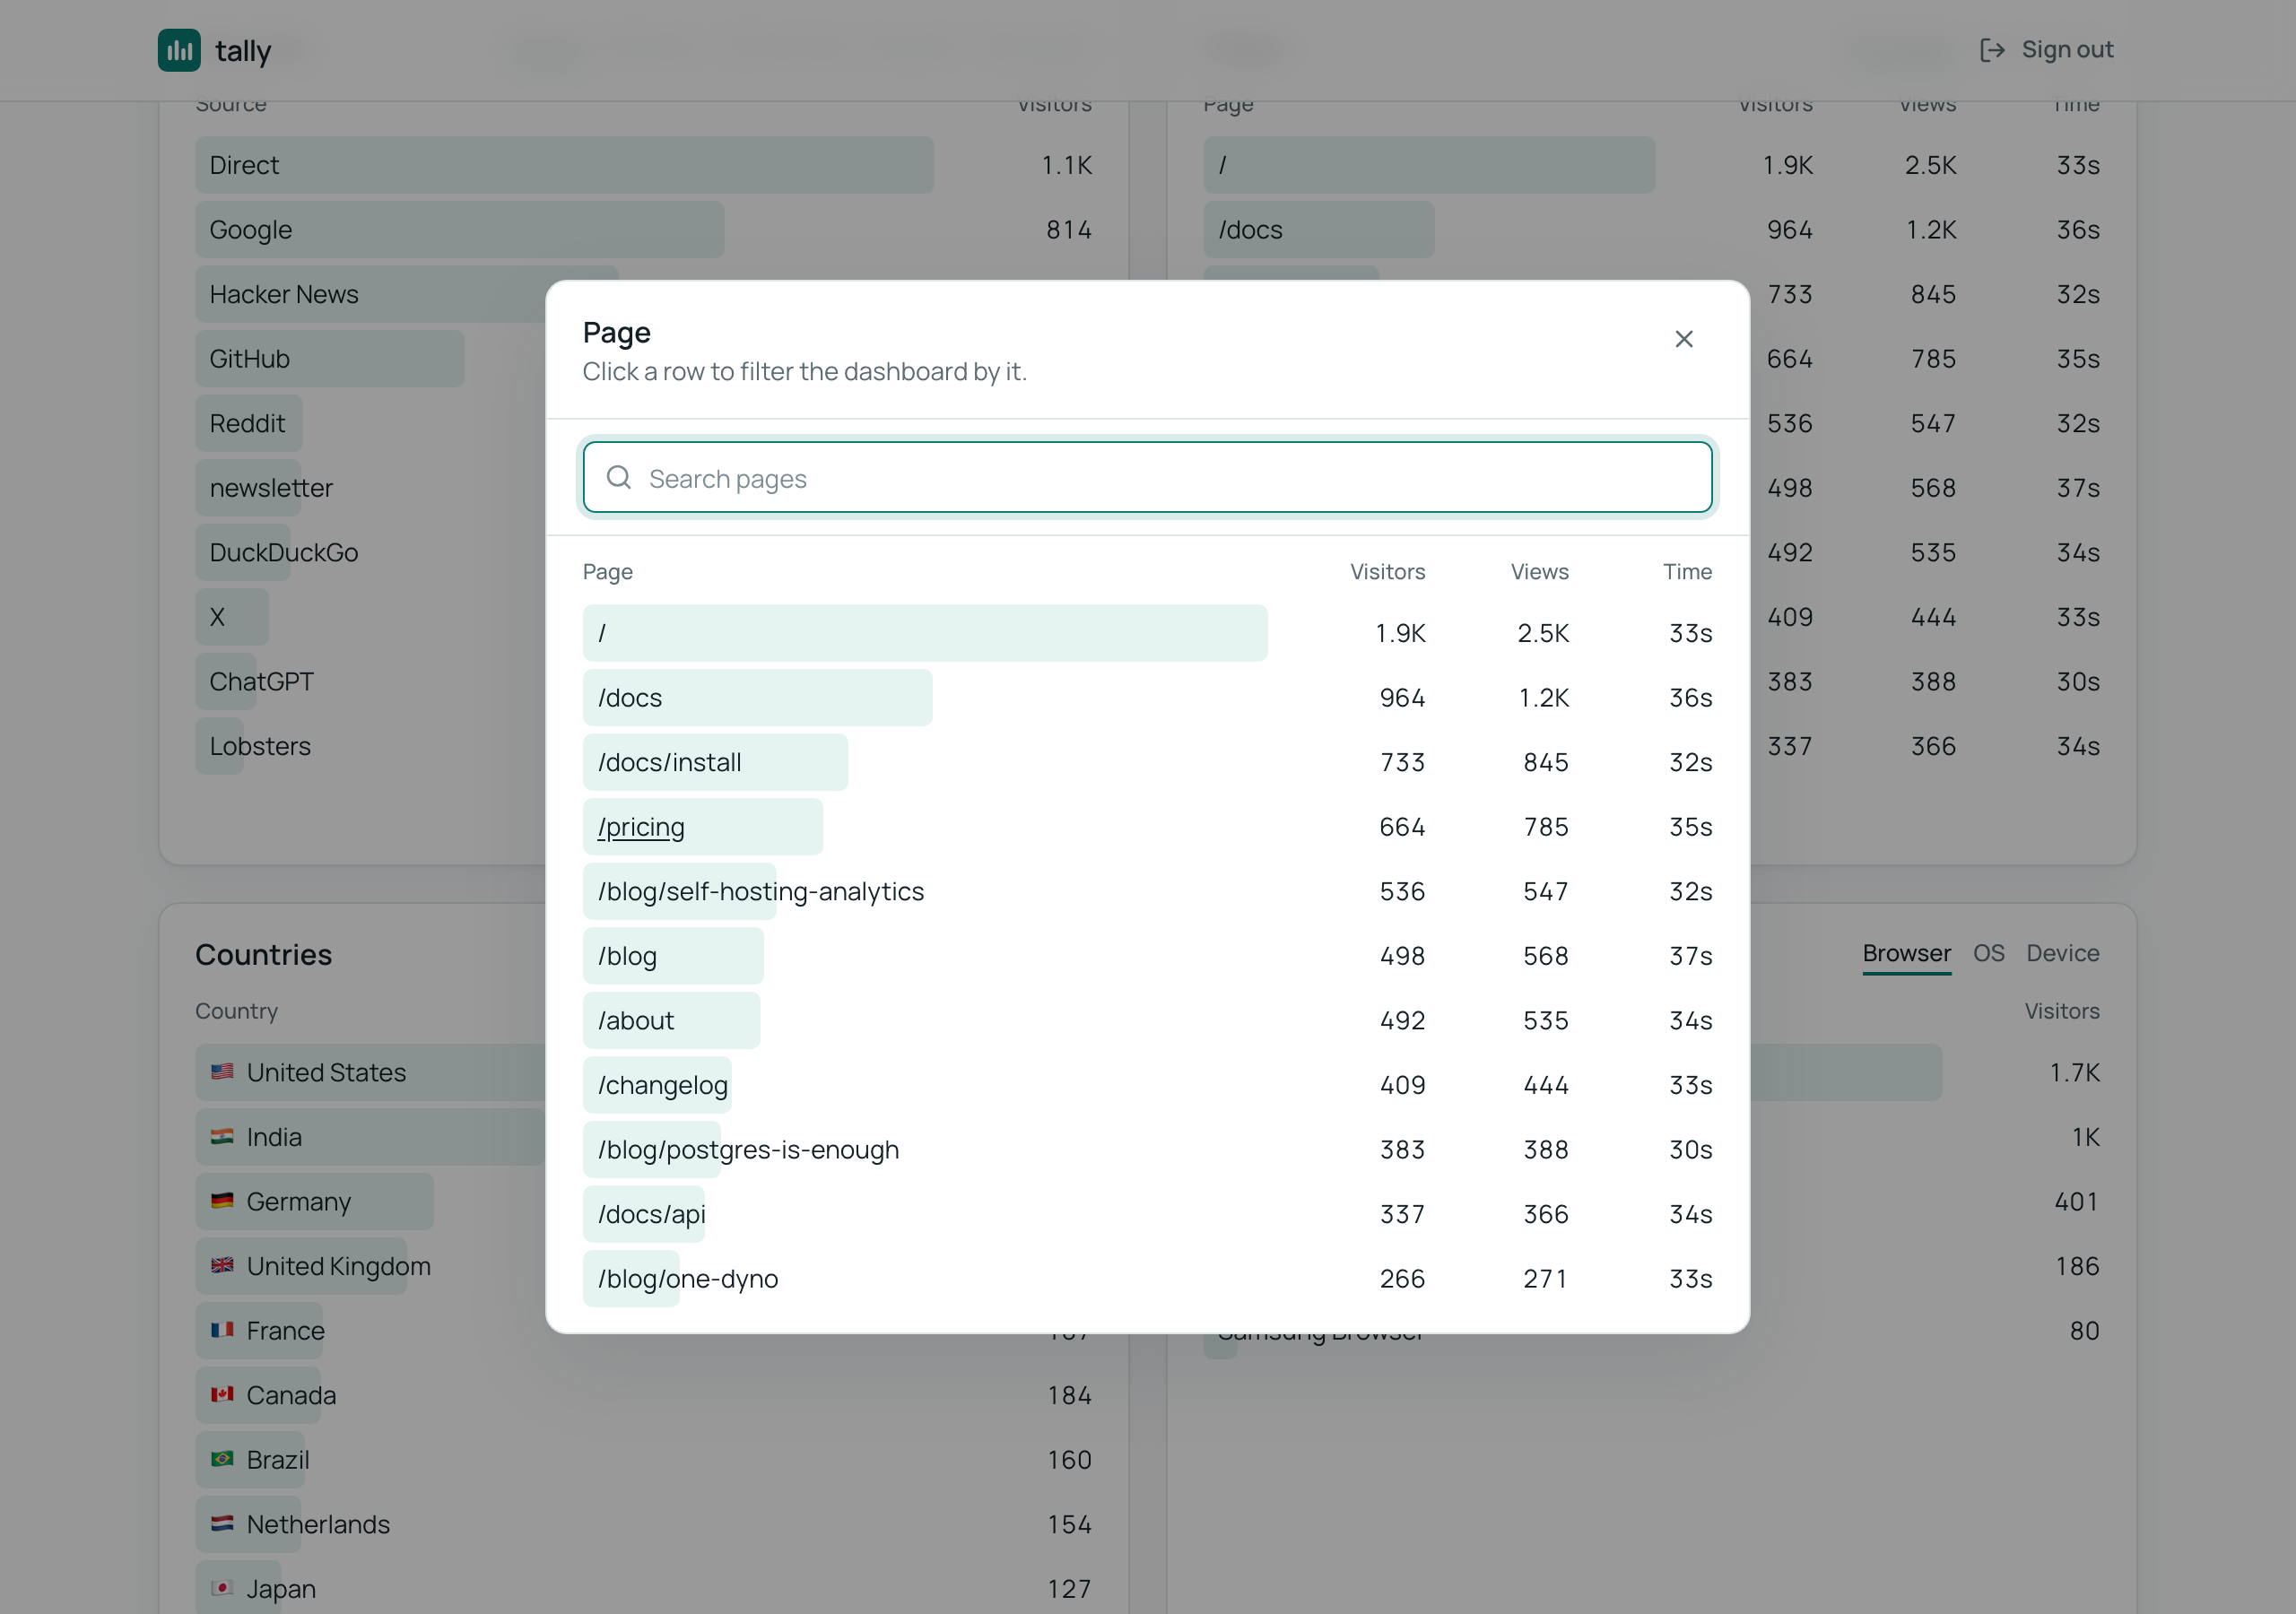 tally
Sign out
Source Visitors
Direct 1.1K
Google 814
Hacker News
GitHub
Reddit
newsletter
DuckDuckGo
X
ChatGPT
Lobsters
Page Visitors Views Time
/ 1.9K 2.5K 33s
/docs 964 1.2K 36s
733 845 32s
664 785 35s
536 547 32s
498 568 37s
492 535 34s
409 444 33s
383 388 30s
337 366 34s
Page
Click a row to filter the dashboard by it.
Search pages
Page Visitors Views Time
/ 1.9K 2.5K 33s
/docs 964 1.2K 36s
/docs/install 733 845 32s
/pricing 664 785 35s
/blog/self-hosting-analytics 536 547 32s
/blog 498 568 37s
/about 492 535 34s
/changelog 409 444 33s
/blog/postgres-is-enough 383 388 30s
/docs/api 337 366 34s
/blog/one-dyno 266 271 33s
Countries
Country
United States
India
Germany
United Kingdom
France
Canada 184
Brazil 160
Netherlands 154
Japan 127
Browser OS Device
Visitors
1.7K
1K
401
186
Samsung Browser 80